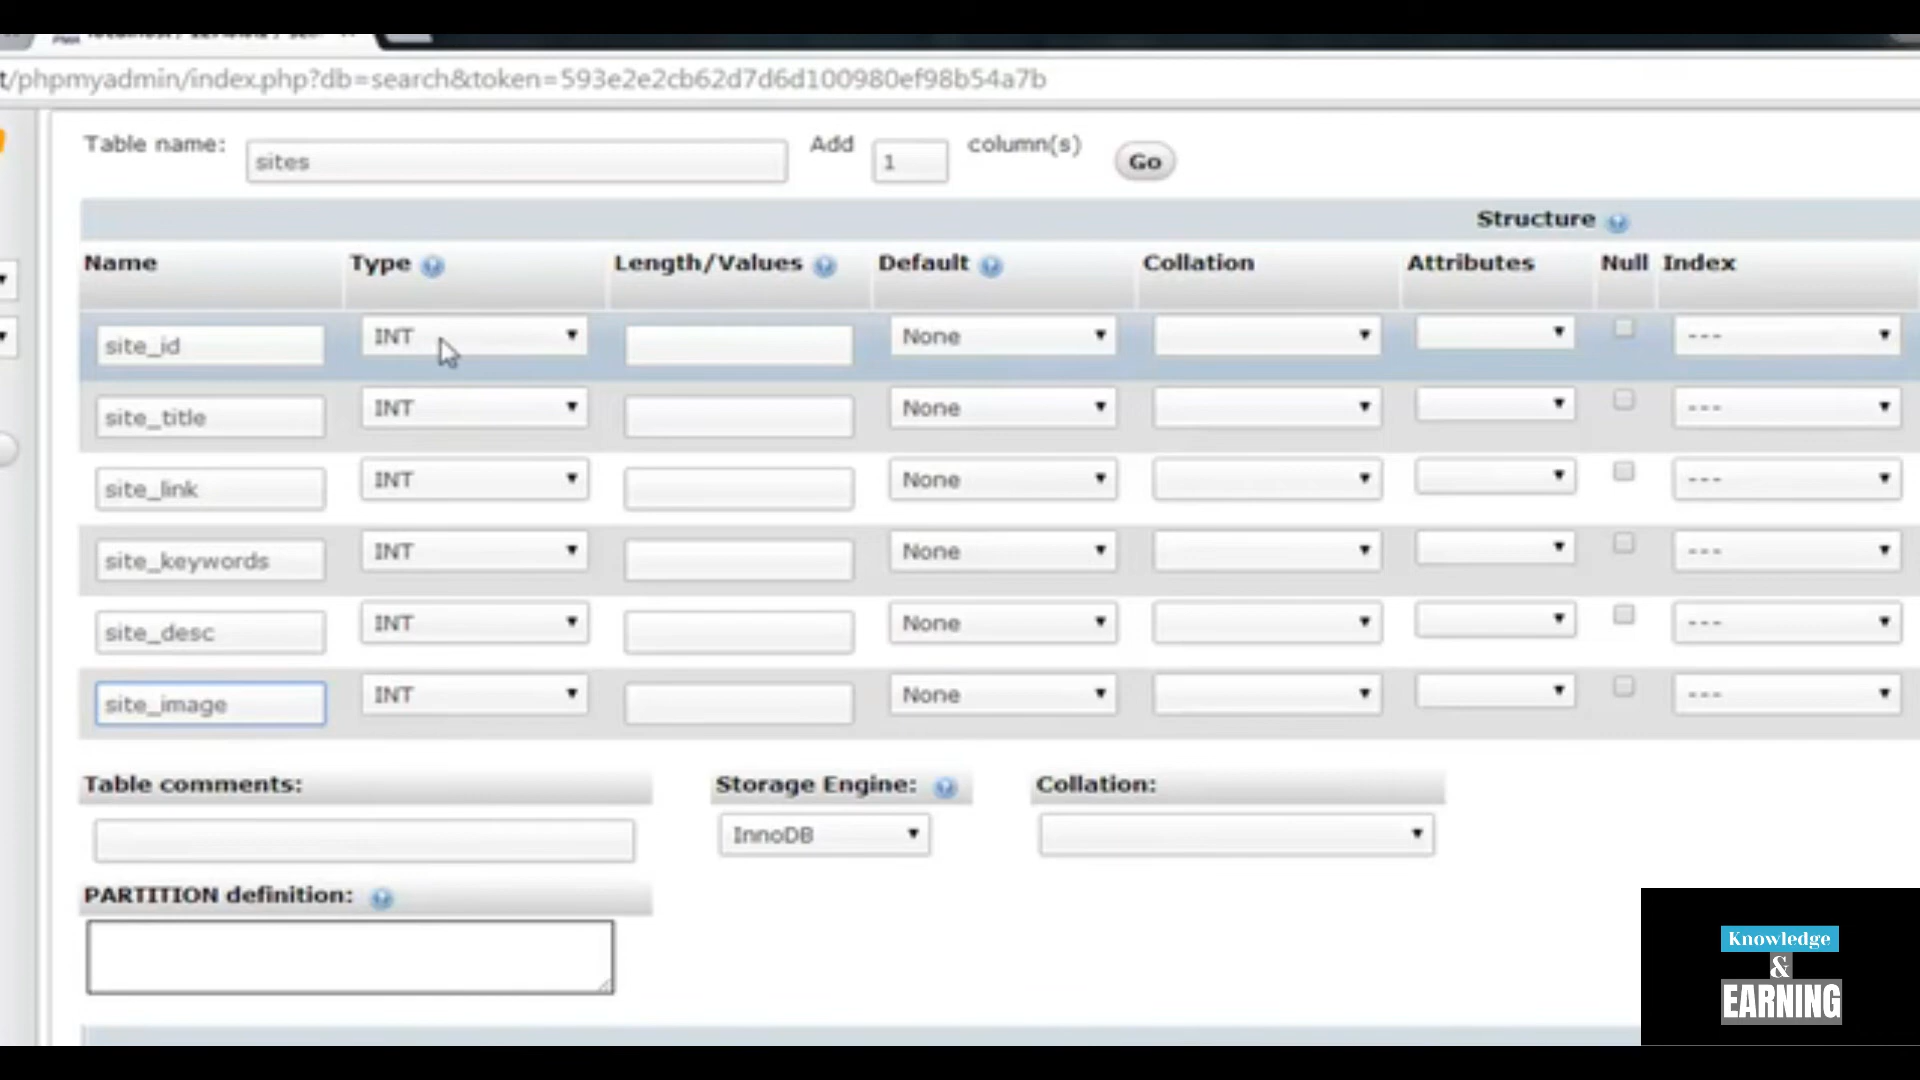 t/phpmyadmin/index.php?db=search&token=593e2e2cb62d7d6d100980ef98b54a7b
Table name: sites Add 1 column(s) Go
Structure
Name Type Length/Values Default Collation Attributes Null Index
site_id INT None ---
site_title INT None ---
site_link INT None ---
site_keywords INT None ---
site_desc INT None ---
site_image INT None ---
Table comments: Storage Engine: Collation:
InnoDB
PARTITION definition:
Knowledge
&
EARNING